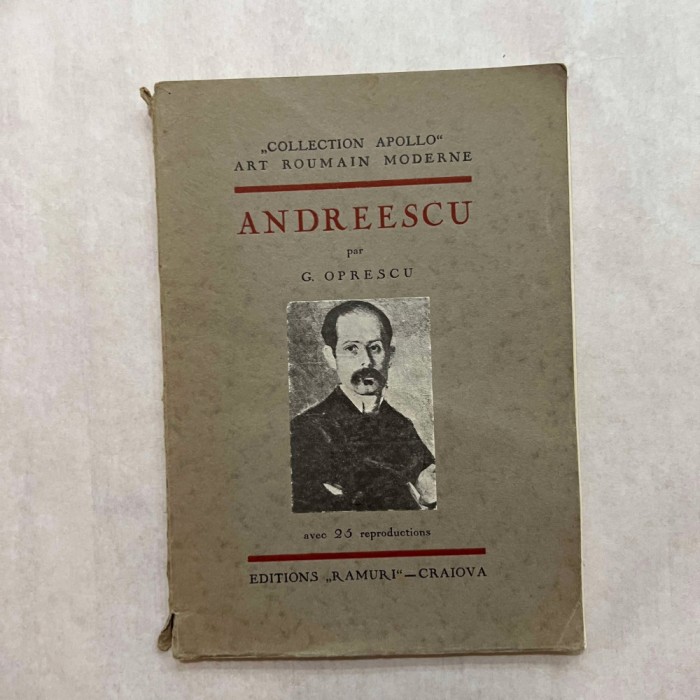 „COLLECTION APOLLO“
ART ROUMAIN MODERNE
ANDREESCU
par
G. OPRESCU
avec 25 reproductions
EDITIONS „RAMURI“—CRAIOVA